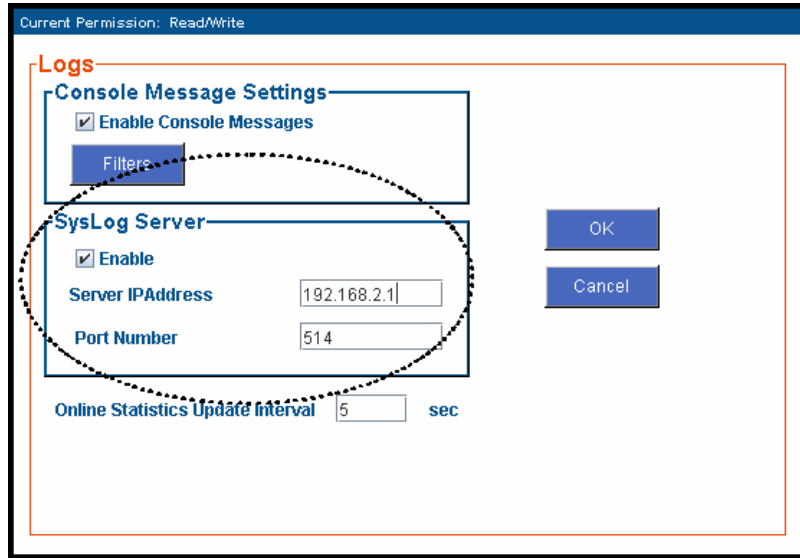 Current Permission: Read/Write
Logs
Console Message Settings
Enable Console Messages
Filters
SysLog Server
Enable
Server IPAddress 192.168.2.1
Port Number 514
OK
Cancel
Online Statistics Update Interval 5 sec